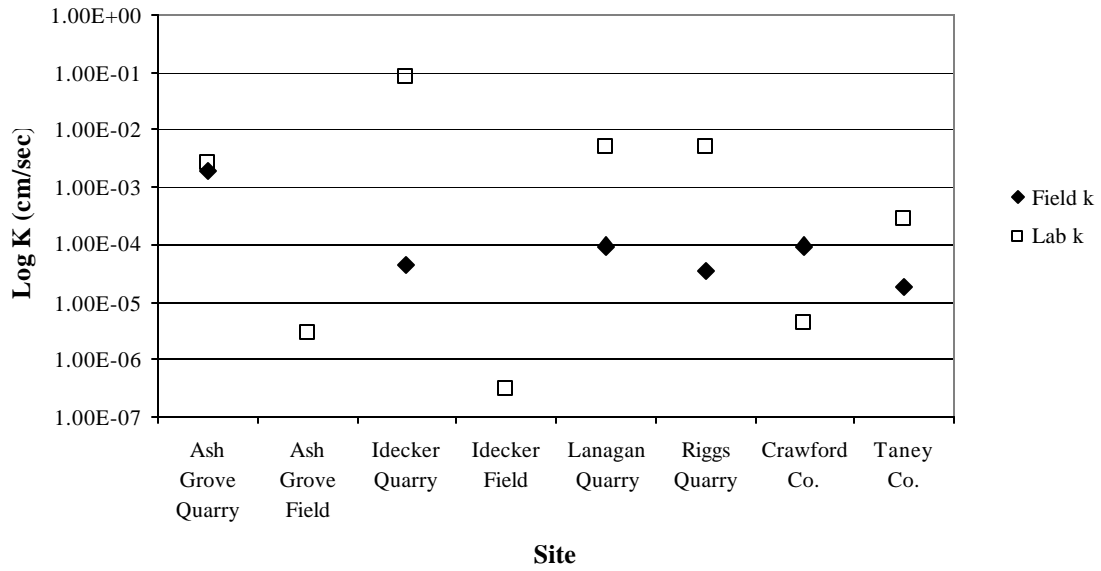 1.00E+00
1.00E-01
1.00E-02
1.00E-03
1.00E-04
1.00E-05
1.00E-06
1.00E-07
Log K (cm/sec)
Ash
Grove
Quarry
Ash
Grove
Field
Idecker
Quarry
Idecker
Field
Lanagan
Quarry
Riggs
Quarry
Crawford
Co.
Taney
Co.
Site
Field k
Lab k